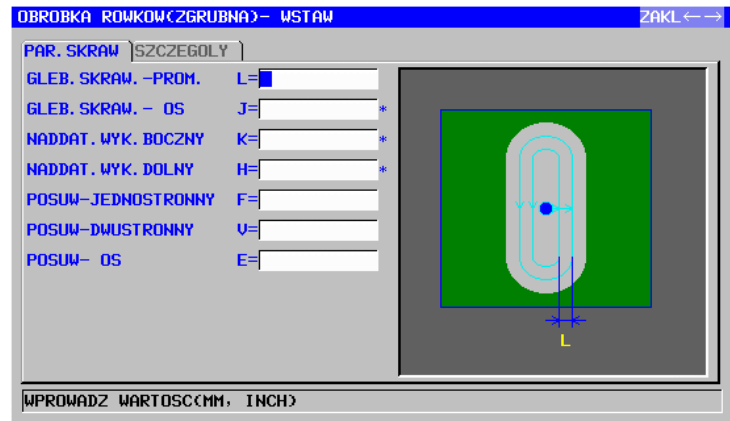 OBROBKA ROWKOW(ZGRUBNA)- WSTAW ZAKL←→
PAR.SKRAW SZCZEGOLY
GLEB.SKRAW.-PROM. L=
GLEB.SKRAW.- OS J= *
NADDAT.WYK.BOCZNY K= *
NADDAT.WYK.DOLNY H= *
POSUW-JEDNOSTRONNY F=
POSUW-DWUSTRONNY V=
POSUW- OS E=
L
WPROWADZ WARTOSC(MM, INCH)